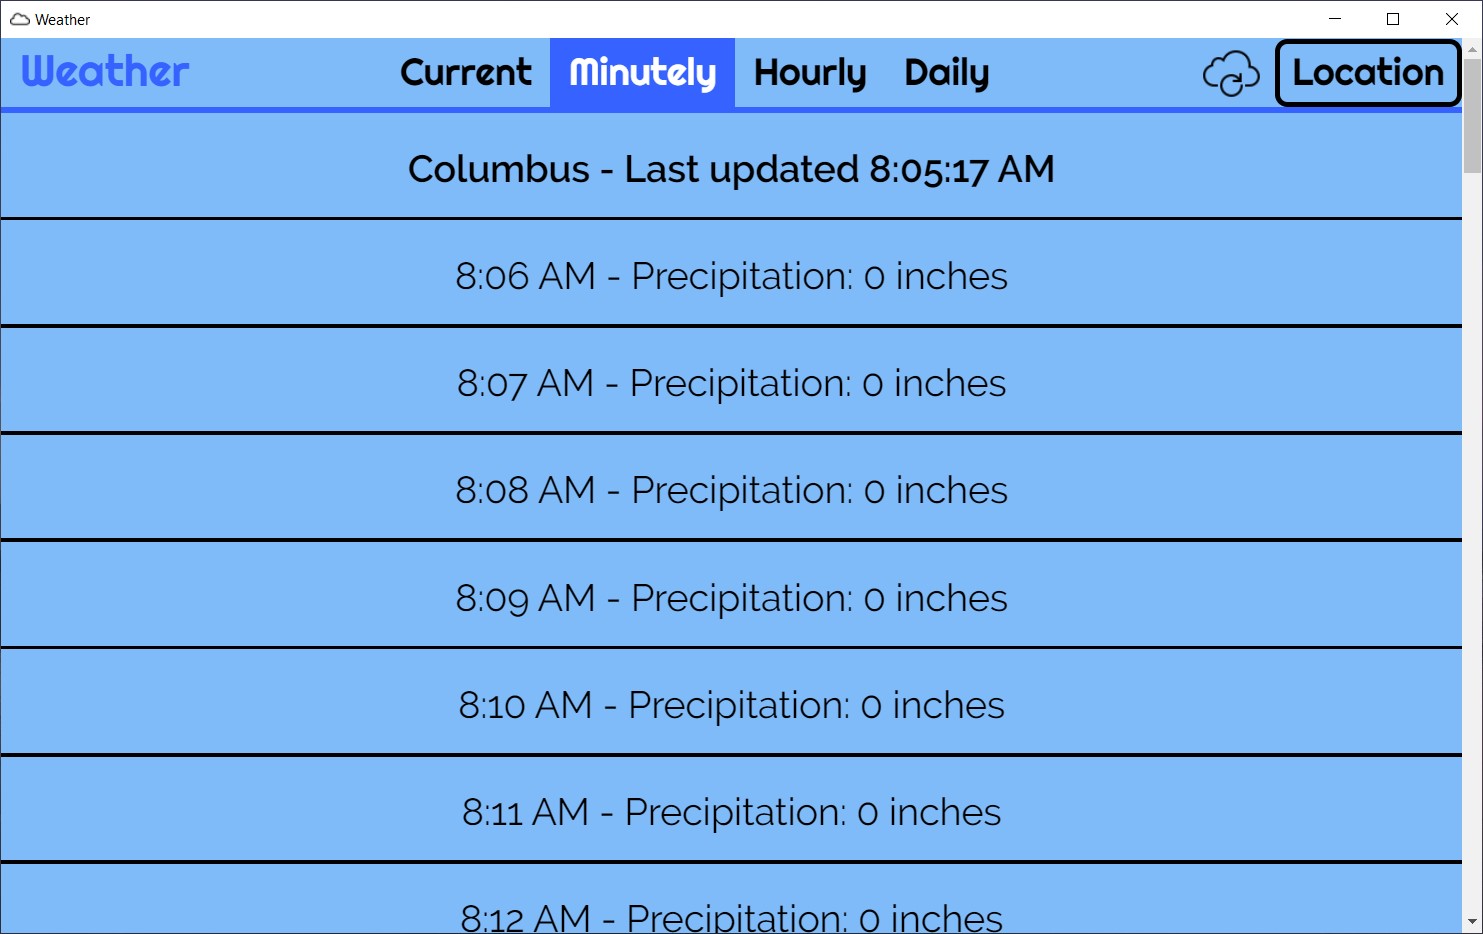 Weather
Weather Current Minutely Hourly Daily Location
Columbus - Last updated 8:05:17 AM
8:06 AM - Precipitation: 0 inches
8:07 AM - Precipitation: 0 inches
8:08 AM - Precipitation: 0 inches
8:09 AM - Precipitation: 0 inches
8:10 AM - Precipitation: 0 inches
8:11 AM - Precipitation: 0 inches
8:12 AM - Precipitation: 0 inches